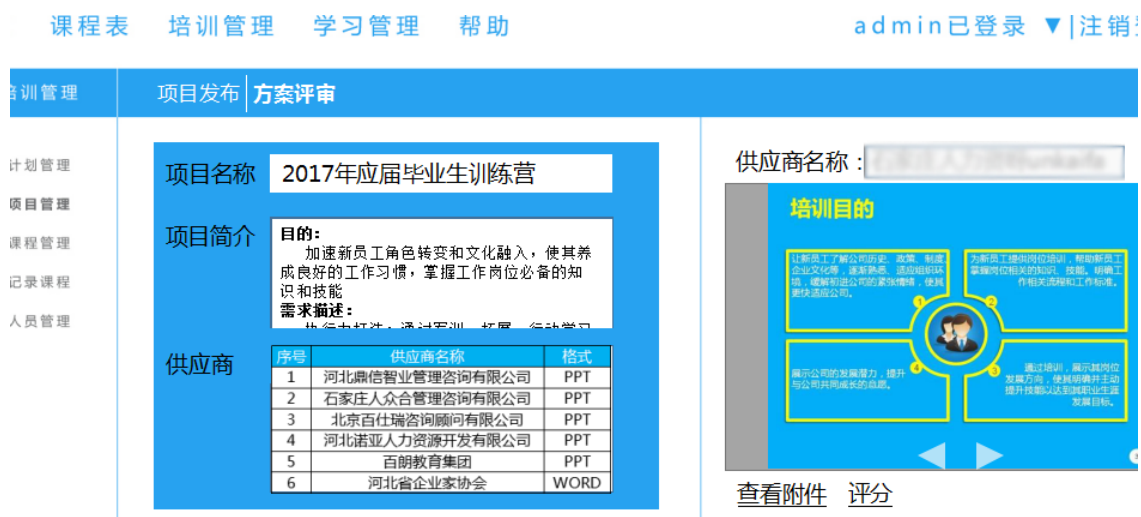 课程表 培训管理 学习管理 帮助 admin已登录 ▼|注销
训管理 项目发布 方案评审
计划管理
项目管理
课程管理
记录课程
人员管理
项目名称 2017年应届毕业生训练营
项目简介
目的：
加速新员工角色转变和文化融入，使其养
成良好的工作习惯，掌握工作岗位必备的知
识和技能
需求描述：
执行力打造：通过军训、拓展、行动学习
供应商
序号 供应商名称 格式
1 河北鼎信智业管理咨询有限公司 PPT
2 石家庄人众合管理咨询有限公司 PPT
3 北京百仕瑞咨询顾问有限公司 PPT
4 河北诺亚人力资源开发有限公司 PPT
5 百朗教育集团 PPT
6 河北省企业家协会 WORD
供应商名称：
培训目的
让新员工了解公司历史、政策、制度、
企业文化等，逐渐熟悉、适应组织环
境，缓解初进公司的紧张情绪，使其
更快适应公司。
1
为新员工提供岗位培训，帮助新员工
掌握岗位相关的知识、技能。明确工
作相关流程和工作标准。
2
展示公司的发展潜力，提升
与公司共同成长的意愿。
4
通过培训，展示其岗位
发展方向，使其明确并主动
提升技能以达到其职业生涯
发展目标。
3
查看附件 评分